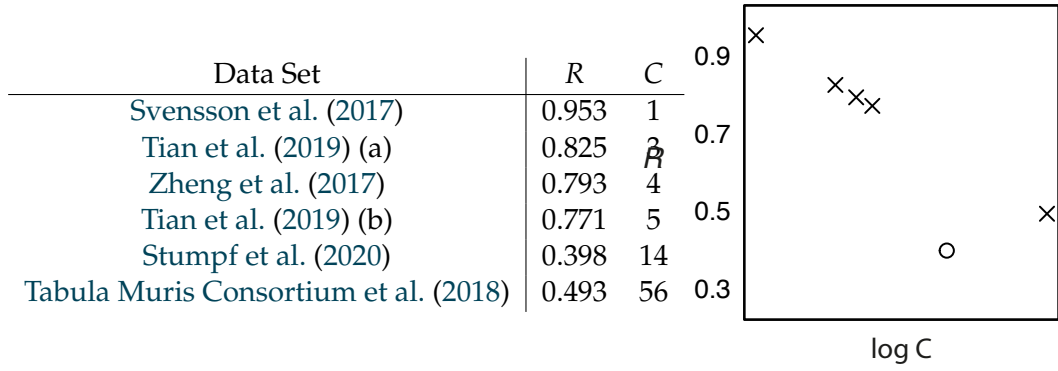 Data Set R C
Svensson et al. (2017) 0.953 1
Tian et al. (2019) (a) 0.825 3
Zheng et al. (2017) 0.793 4
Tian et al. (2019) (b) 0.771 5
Stumpf et al. (2020) 0.398 14
Tabula Muris Consortium et al. (2018) 0.493 56
R
0.9
0.7
0.5
0.3
log C